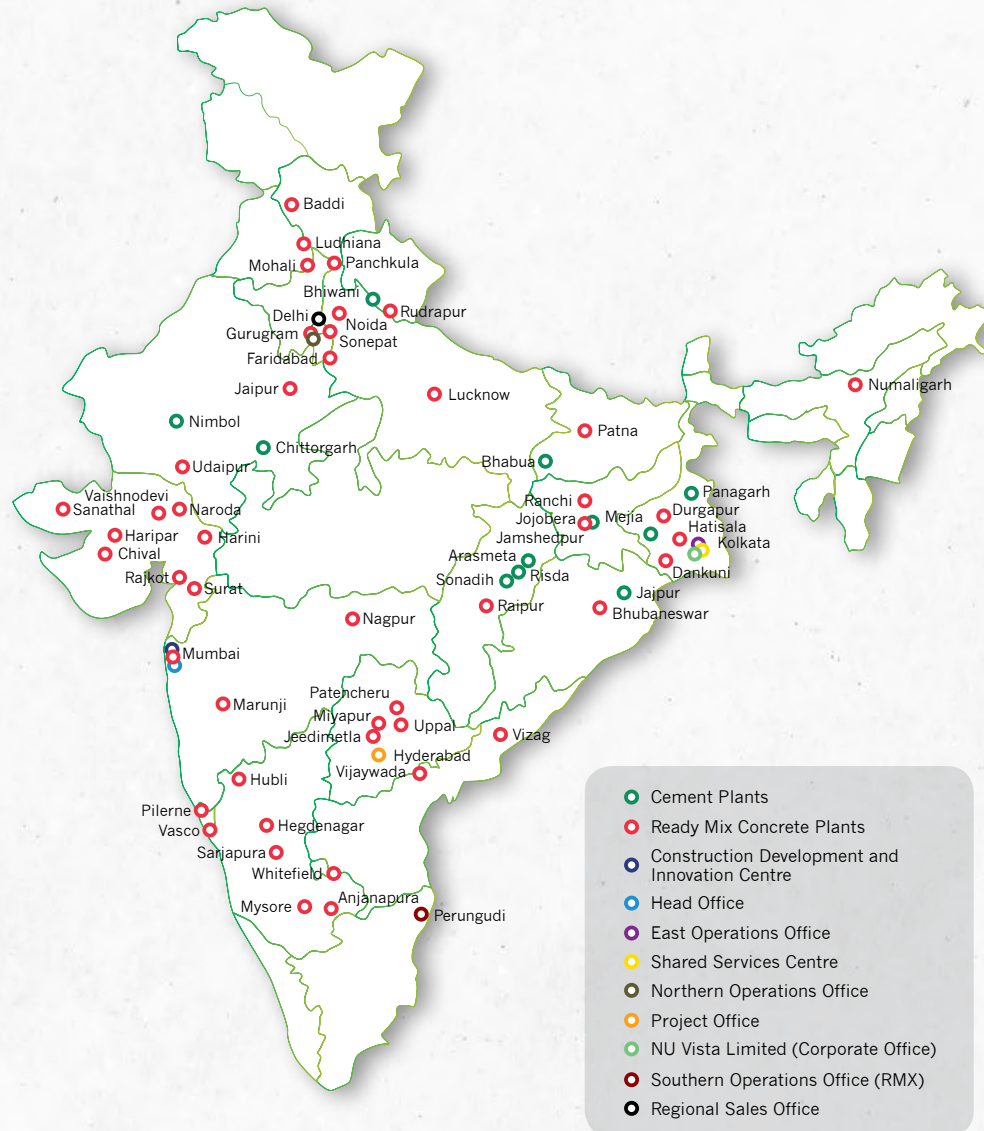 Baddi
Ludhiana
Mohali
Panchkula
Bhiwani
Rudrapur
Delhi
Noida
Gurugram
Sonepat
Faridabad
Jaipur
Lucknow
Numaligarh
Nimbol
Patna
Chittorgarh
Bhabua
Udaipur
Vaishnodevi
Sanathal
Naroda
Ranchi
Panagarh
Durgapur
Jojobera
Mejia
Hatisala
Haripar
Harini
Jamshedpur
Kolkata
Chival
Arasmeta
Dankuni
Rajkot
Sonadih
Risda
Surat
Jajpur
Raipur
Bhubaneswar
Nagpur
Mumbai
Patencheru
Marunji
Miyapur
Uppal
Jeedimetla
Vizag
Hyderabad
Vijaywada
Hubli
Pilerne
Vasco
Hegdenagar
Sarjapura
Whitefield
Anjanapura
Mysore
Perungudi
Cement Plants
Ready Mix Concrete Plants
Construction Development and
Innovation Centre
Head Office
East Operations Office
Shared Services Centre
Northern Operations Office
Project Office
NU Vista Limited (Corporate Office)
Southern Operations Office (RMX)
Regional Sales Office